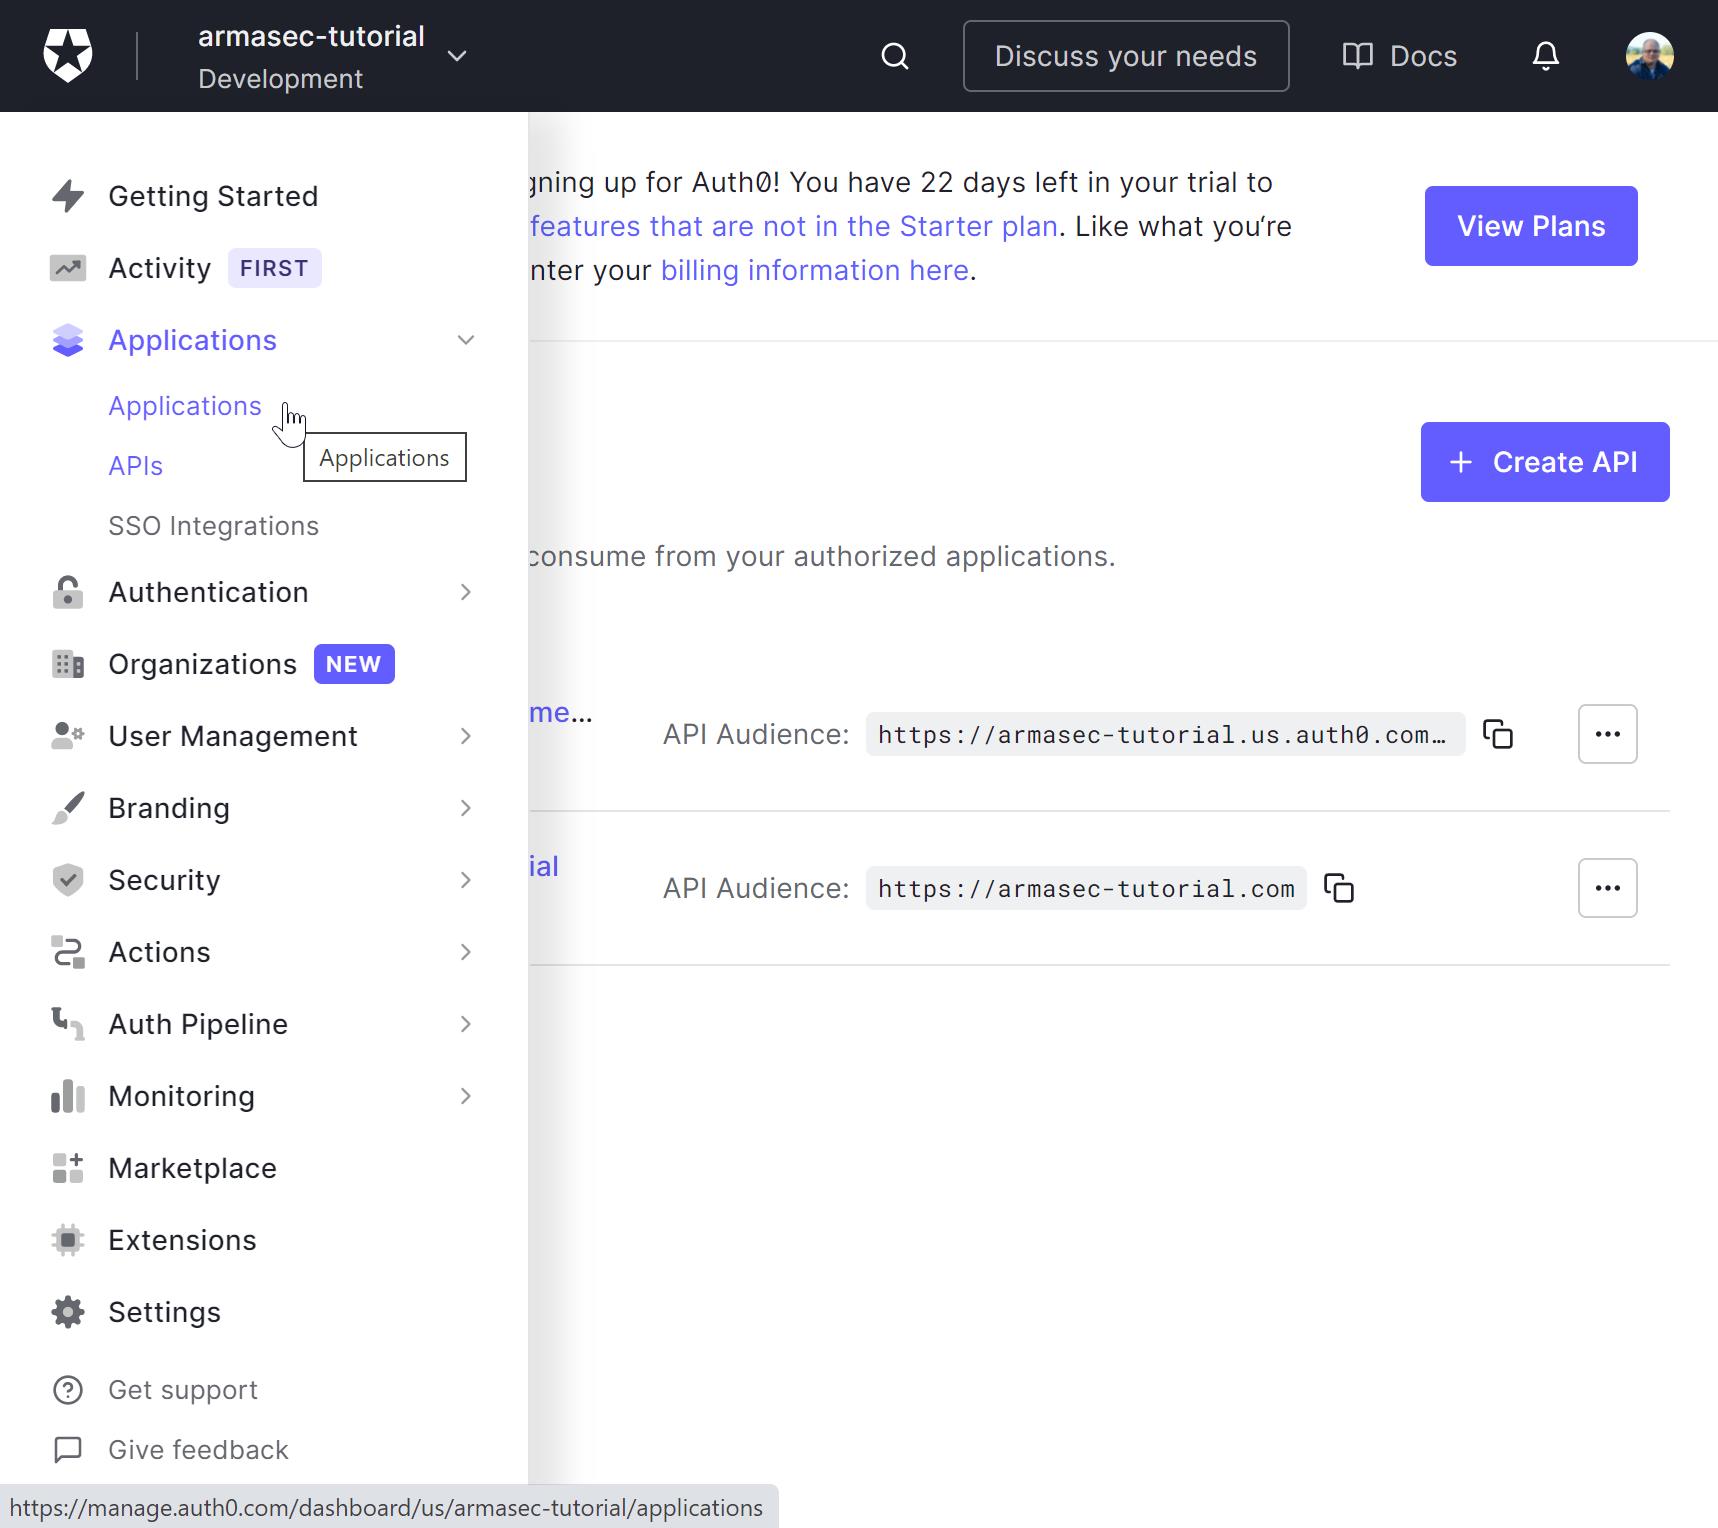 armasec-tutorial
Development
Discuss your needs
Docs
Getting Started
Activity FIRST
Applications
Applications
Applications
APIs
SSO Integrations
Authentication
Organizations NEW
User Management
Branding
Security
Actions
Auth Pipeline
Monitoring
Marketplace
Extensions
Settings
Get support
Give feedback
gning up for Auth0! You have 22 days left in your trial to
features that are not in the Starter plan. Like what you’re
nter your billing information here.
View Plans
+ Create API
consume from your authorized applications.
me...
API Audience: https://armasec-tutorial.us.auth0.com…
ial
API Audience: https://armasec-tutorial.com
https://manage.auth0.com/dashboard/us/armasec-tutorial/applications